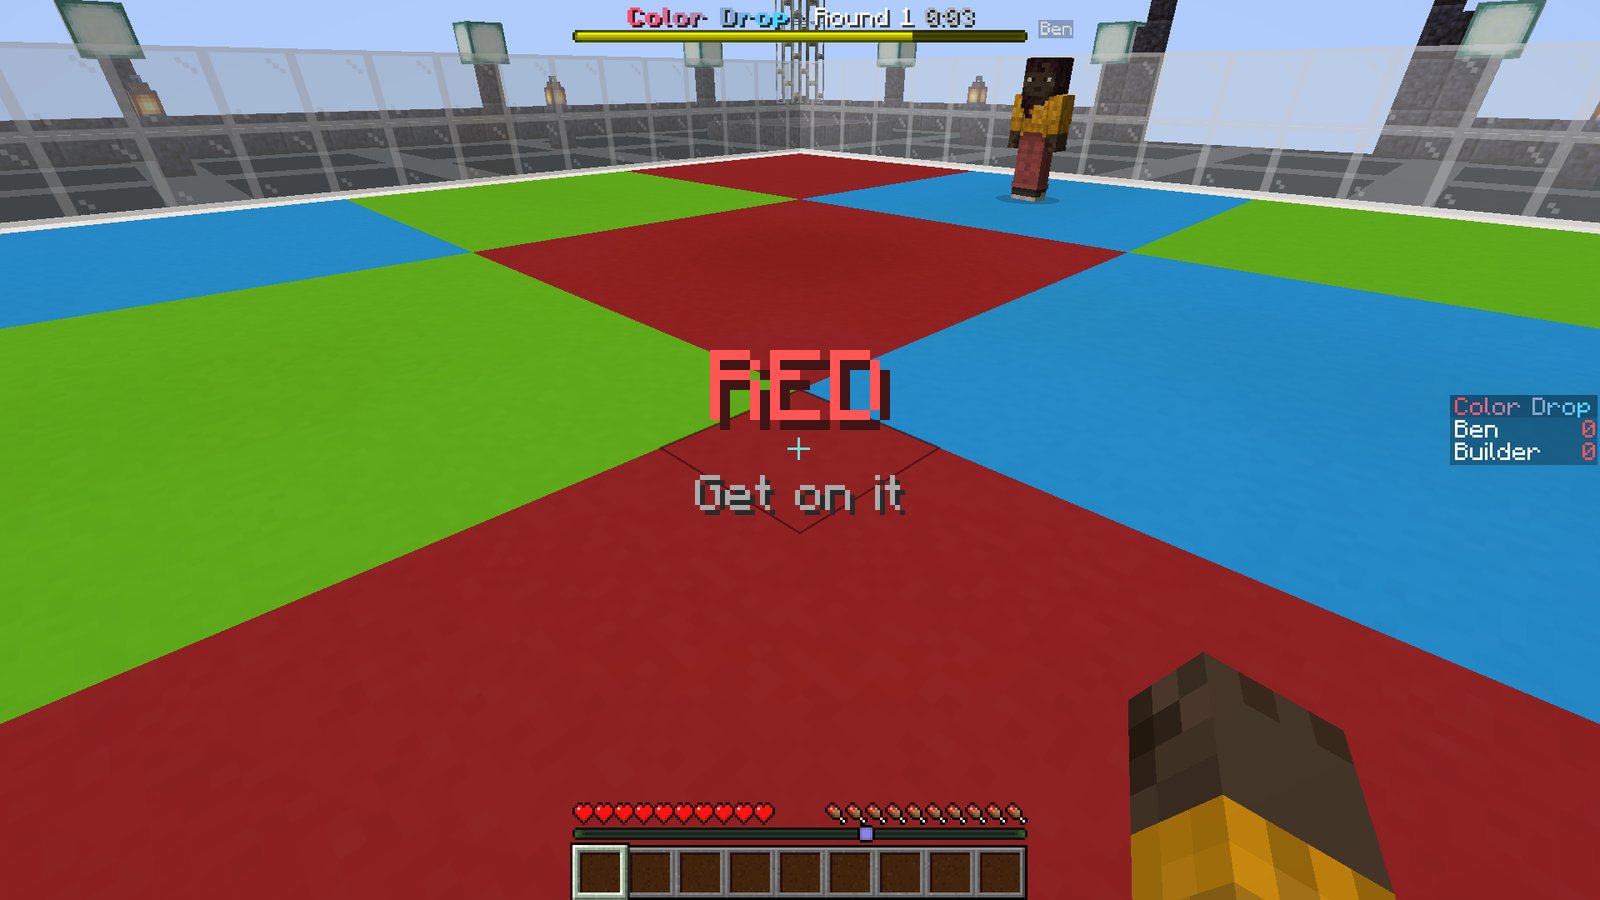 Color Drop - Round 1 0:03
Ben
RED
Get on it
Color Drop
Ben 0
Builder 0